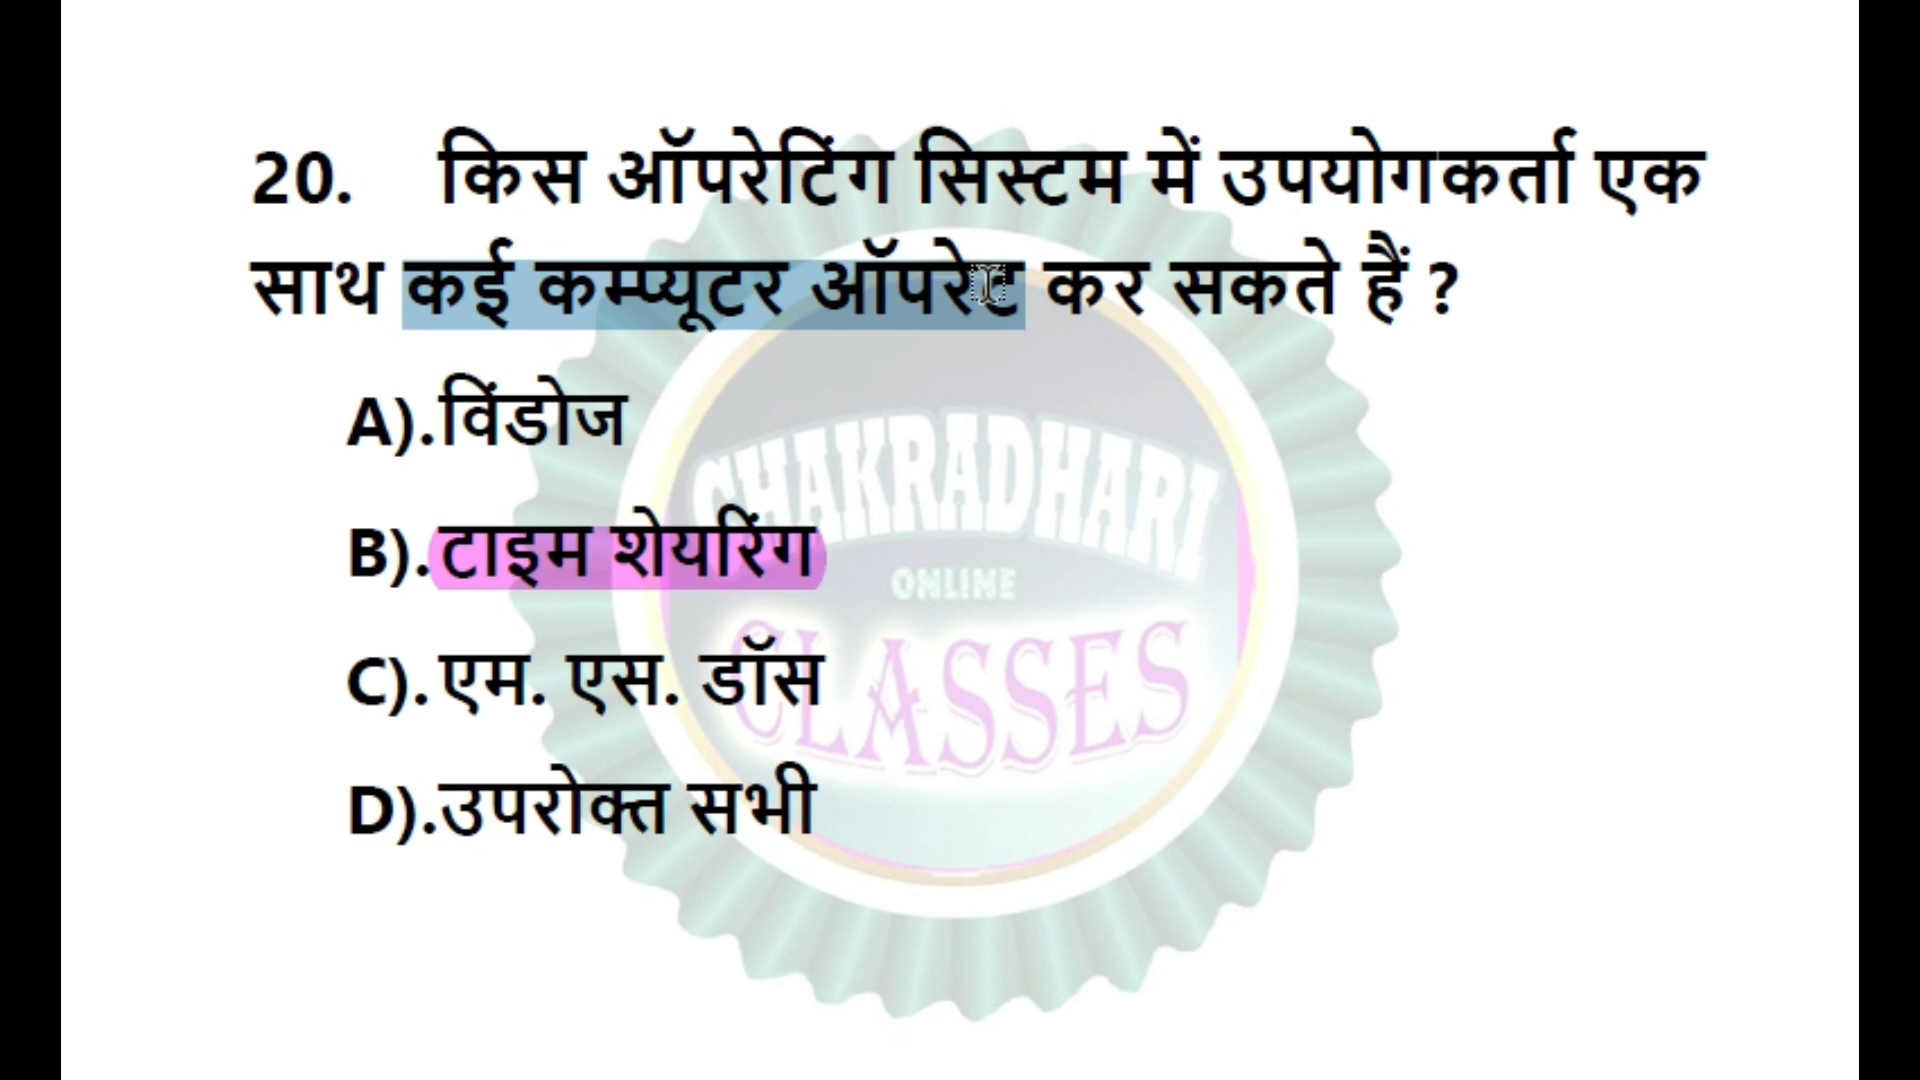 20. किस ऑपरेटिंग सिस्टम में उपयोगकर्ता एक
साथ कई कम्प्यूटर ऑपरेट कर सकते हैं ?
A).विंडोज
B).टाइम शेयरिंग
C).एम. एस. डॉस
D).उपरोक्त सभी
CHAKRADHARI
ONLINE
CLASSES